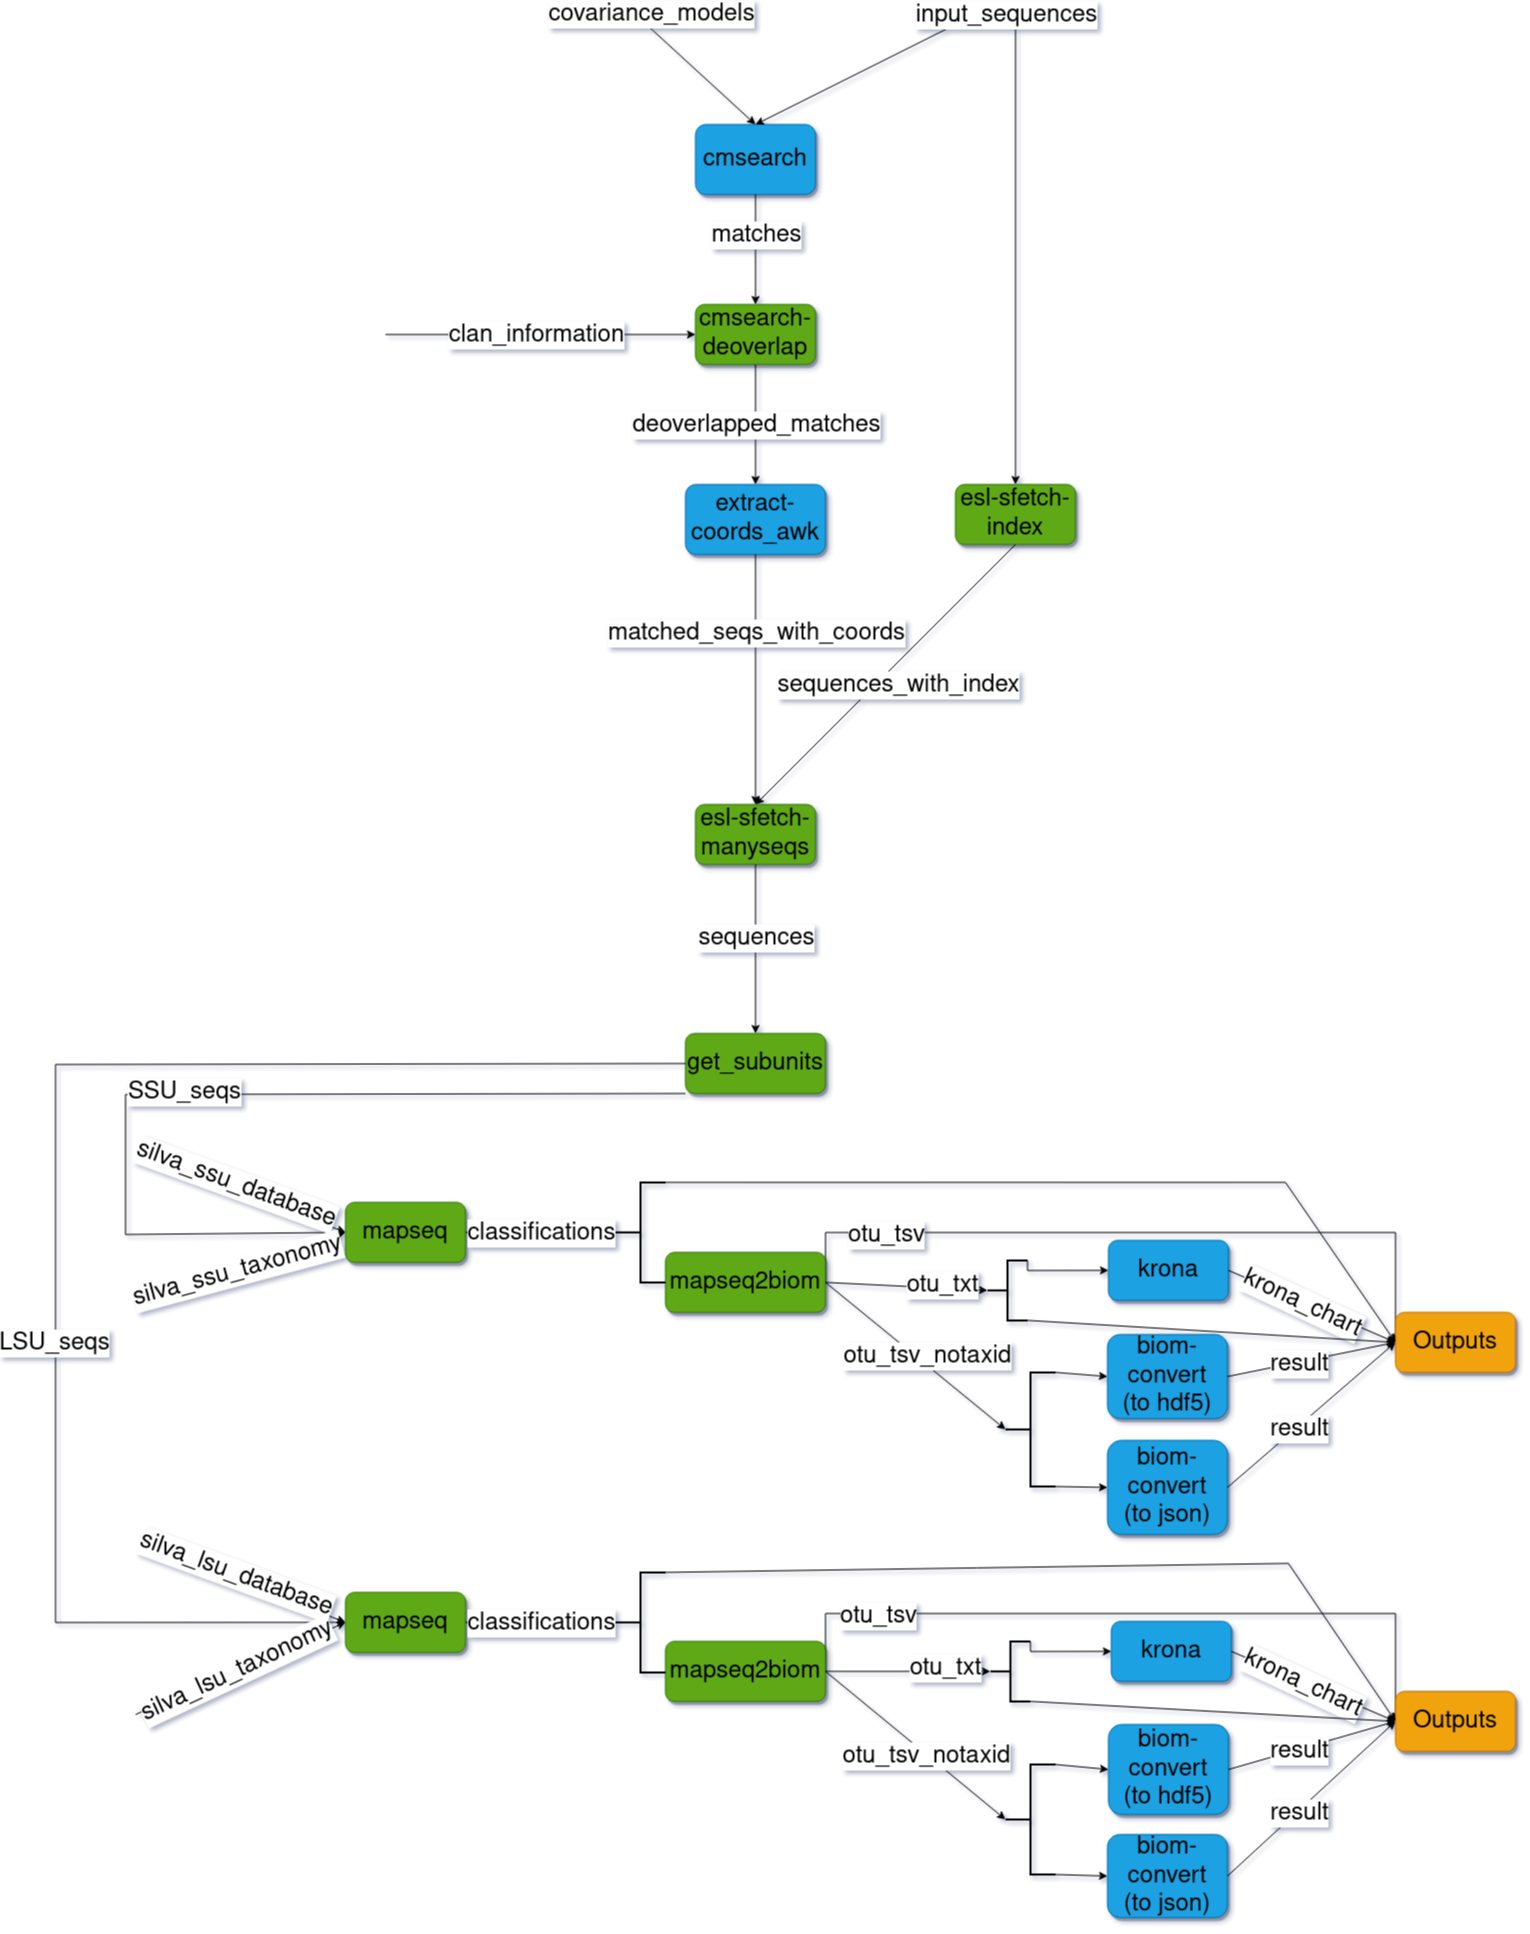 covariance_models
input_sequences
cmsearch
matches
clan_information
cmsearch-
deoverlap
deoverlapped_matches
extract-
coords_awk
esl-sfetch-
index
matched_seqs_with_coords
sequences_with_index
esl-sfetch-
manyseqs
sequences
get_subunits
SSU_seqs
silva_ssu_database
mapseq
classifications
silva_ssu_taxonomy
LSU_seqs
otu_tsv
mapseq2biom
otu_txt
krona
krona_chart
Outputs
otu_tsv_notaxid
biom-
convert
(to hdf5)
result
biom-
convert
(to json)
result
silva_lsu_database
mapseq
classifications
silva_lsu_taxonomy
otu_tsv
mapseq2biom
otu_txt
krona
krona_chart
Outputs
otu_tsv_notaxid
biom-
convert
(to hdf5)
result
biom-
convert
(to json)
result